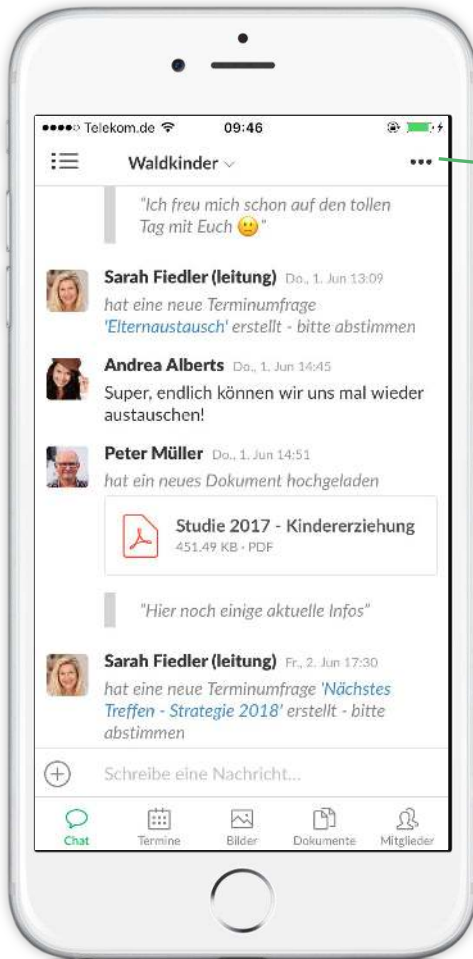 Telekom.de 09:46
Waldkinder
"Ich freu mich schon auf den tollen
Tag mit Euch 🙂"
Sarah Fiedler (leitung) Do., 1. Jun 13:09
hat eine neue Terminumfrage
'Elternaustausch' erstellt - bitte abstimmen
Andrea Alberts Do., 1. Jun 14:45
Super, endlich können wir uns mal wieder
austauschen!
Peter Müller Do., 1. Jun 14:51
hat ein neues Dokument hochgeladen
Studie 2017 - Kindererziehung
451.49 KB - PDF
"Hier noch einige aktuelle Infos"
Sarah Fiedler (leitung) Fr., 2. Jun 17:30
hat eine neue Terminumfrage 'Nächstes
Treffen - Strategie 2018' erstellt - bitte
abstimmen
Schreibe eine Nachricht...
Chat Termine Bilder Dokumente Mitglieder